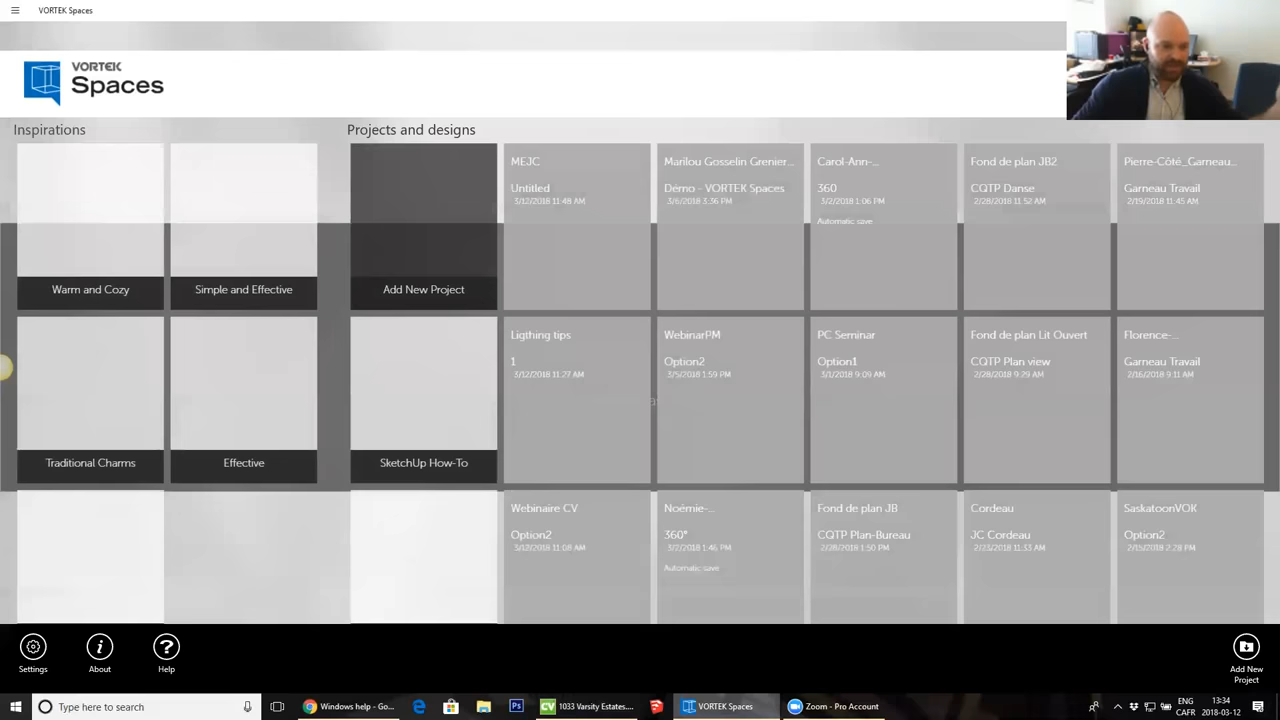 VORTEK Spaces
VORTEK
Spaces
Inspirations
Projects and designs
Warm and Cozy
Simple and Effective
Add New Project
MEJC
Untitled
3/12/2018 11:48 AM
Marilou Gosselin Grenier...
Démo - VORTEK Spaces
3/6/2018 3:36 PM
Carol-Ann-...
360
3/2/2018 1:06 PM
Automatic save
Fond de plan JB2
CQTP Danse
2/28/2018 11:52 AM
Pierre-Côté_Garneau...
Garneau Travail
2/19/2018 11:45 AM
Traditional Charms
Effective
SketchUp How-To
Ligthing tips
1
3/12/2018 11:27 AM
WebinarPM
Option2
3/5/2018 1:59 PM
PC Seminar
Option1
3/1/2018 9:09 AM
Fond de plan Lit Ouvert
CQTP Plan view
2/28/2018 9:29 AM
Florence-...
Garneau Travail
2/16/2018 9:11 AM
Webinaire CV
Option2
3/12/2018 11:08 AM
Noémie-...
360°
3/2/2018 1:46 PM
Automatic save
Fond de plan JB
CQTP Plan-Bureau
2/28/2018 1:50 PM
Cordeau
JC Cordeau
2/23/2018 11:33 AM
SaskatoonVOK
Option2
2/15/2018 2:28 PM
Settings
About
Help
Add New
Project
Type here to search
Windows help - Go...
Ps
CV
1033 Varsity Estates....
VORTEK Spaces
Zoom - Pro Account
ENG
CAFR
13:34
2018-03-12